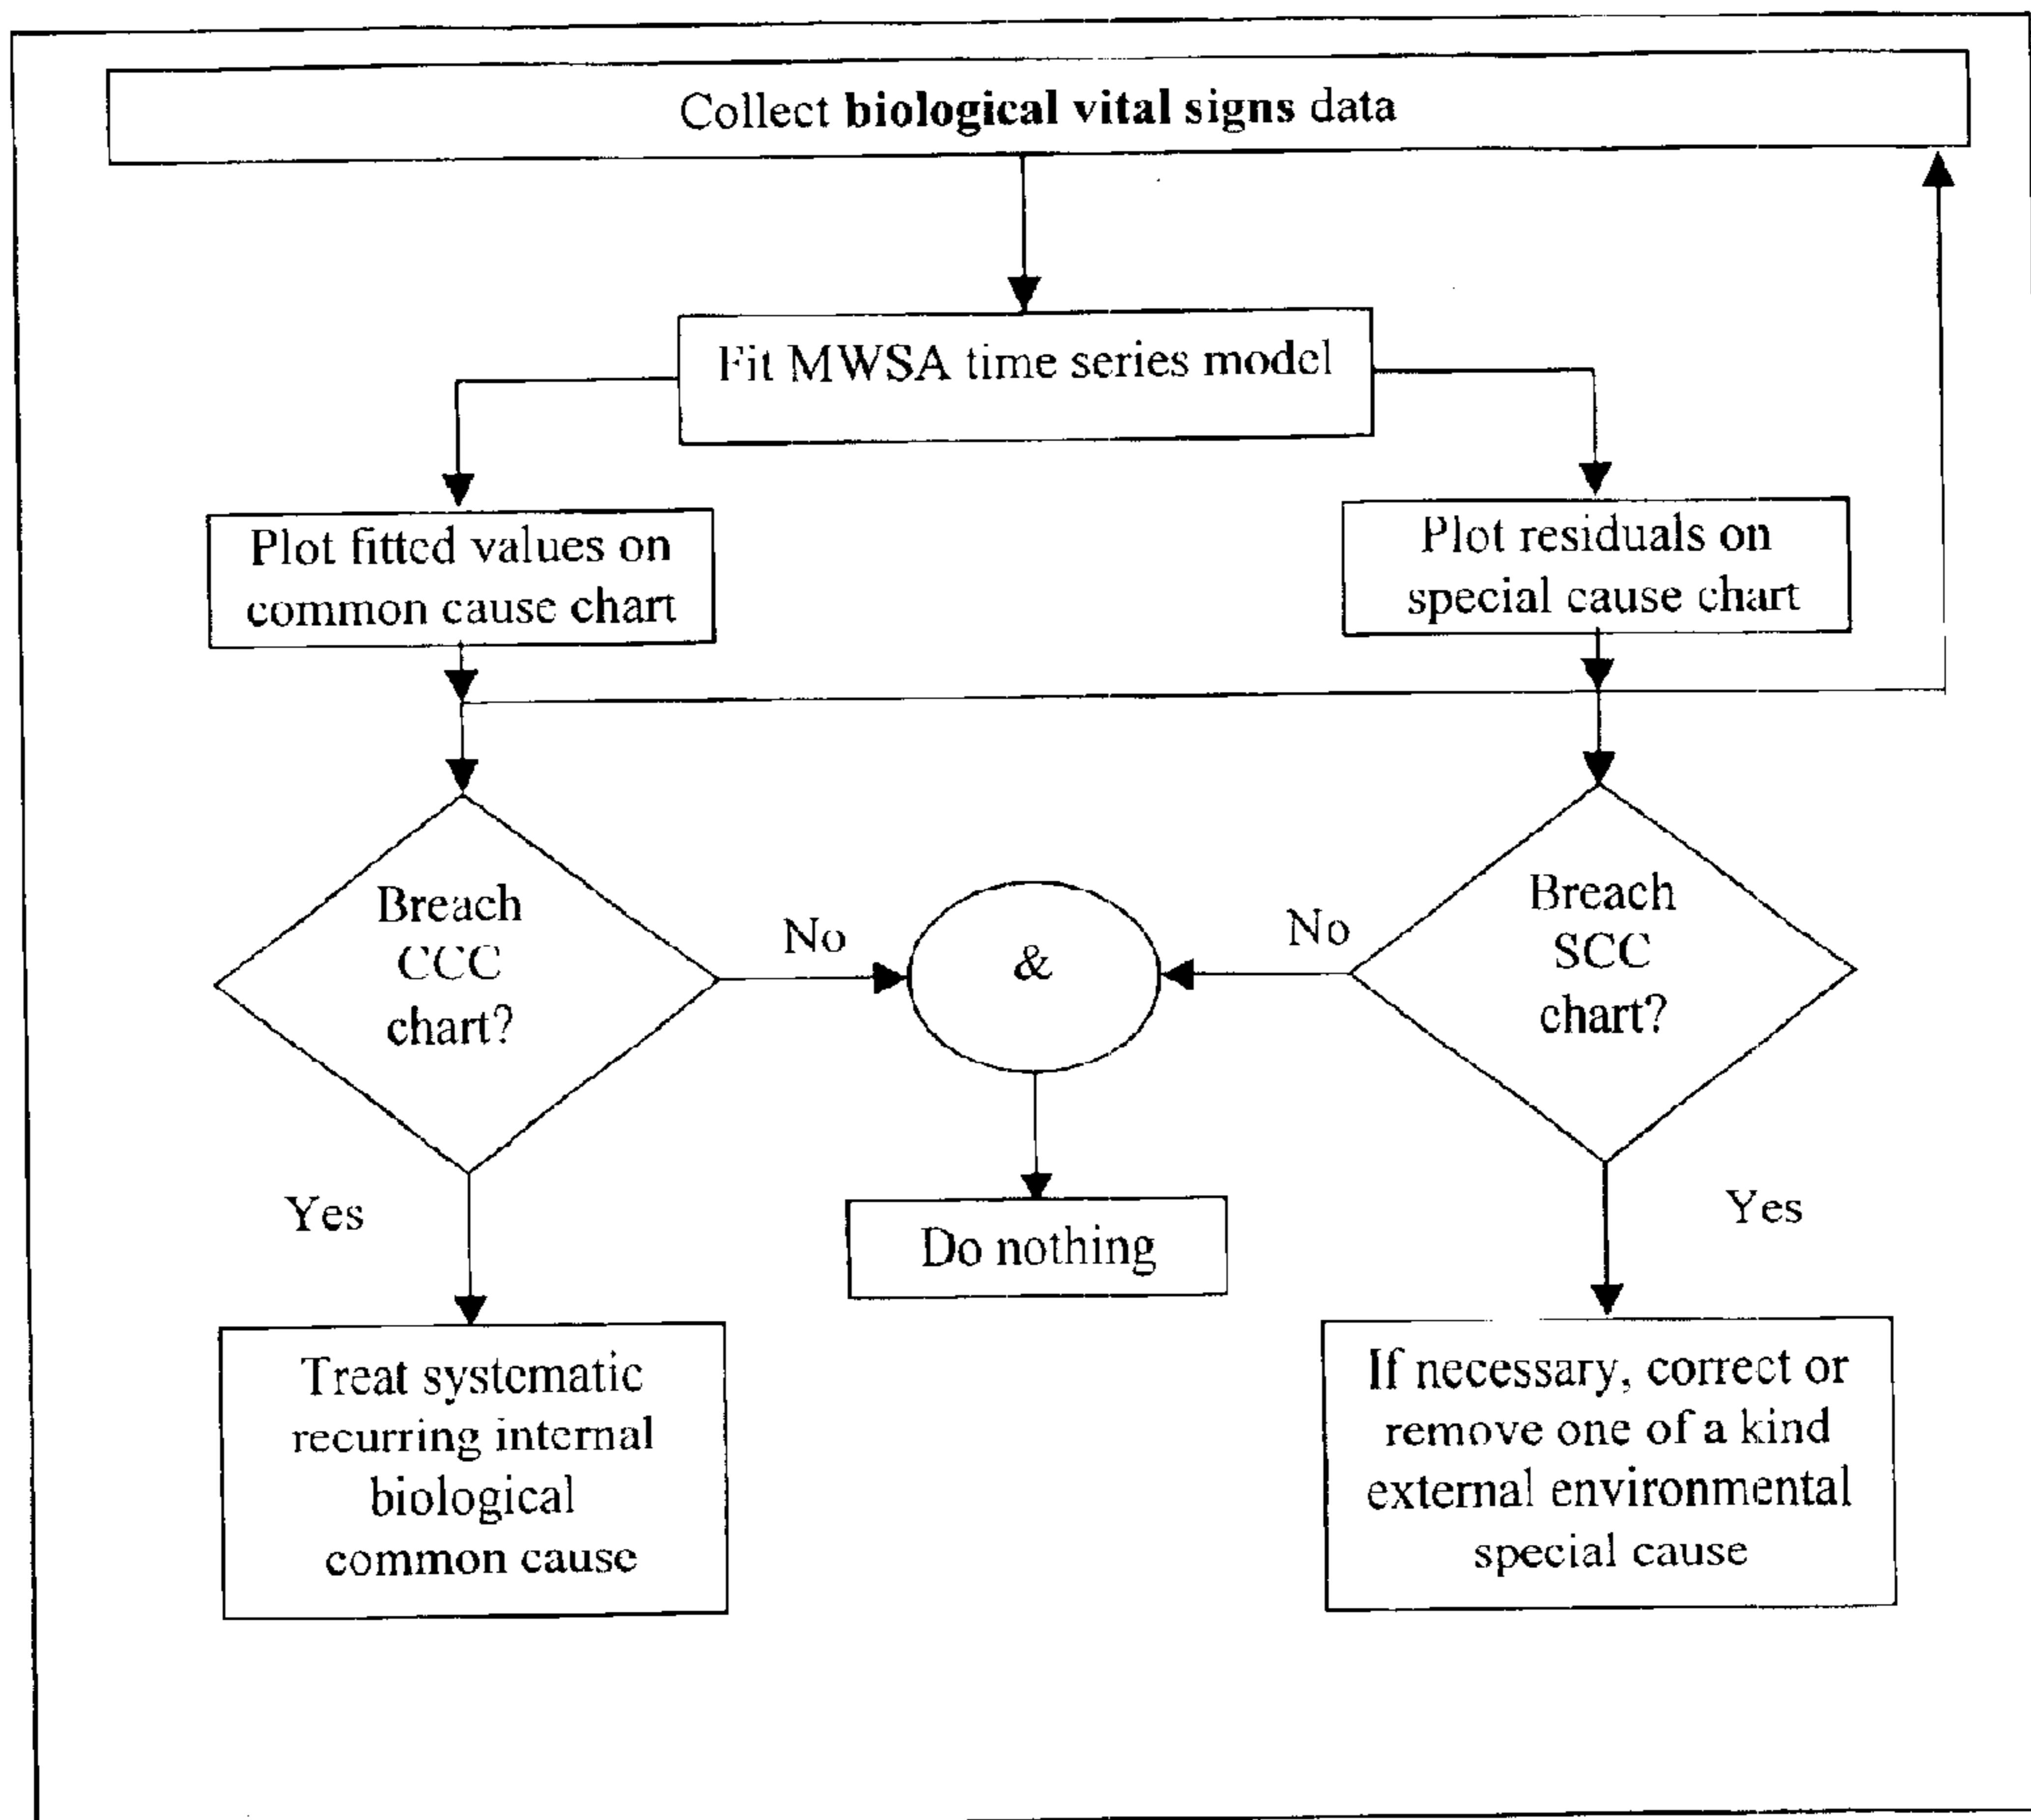 Collect biological vital signs data
Fit MWSA time series model
Plot fitted values on
common cause chart
Plot residuals on
special cause chart
Breach
CCC
chart?
No
&
No
Breach
SCC
chart?
Yes
Do nothing
Yes
Treat systematic
recurring internal
biological
common cause
If necessary, correct or
remove one of a kind
external environmental
special cause